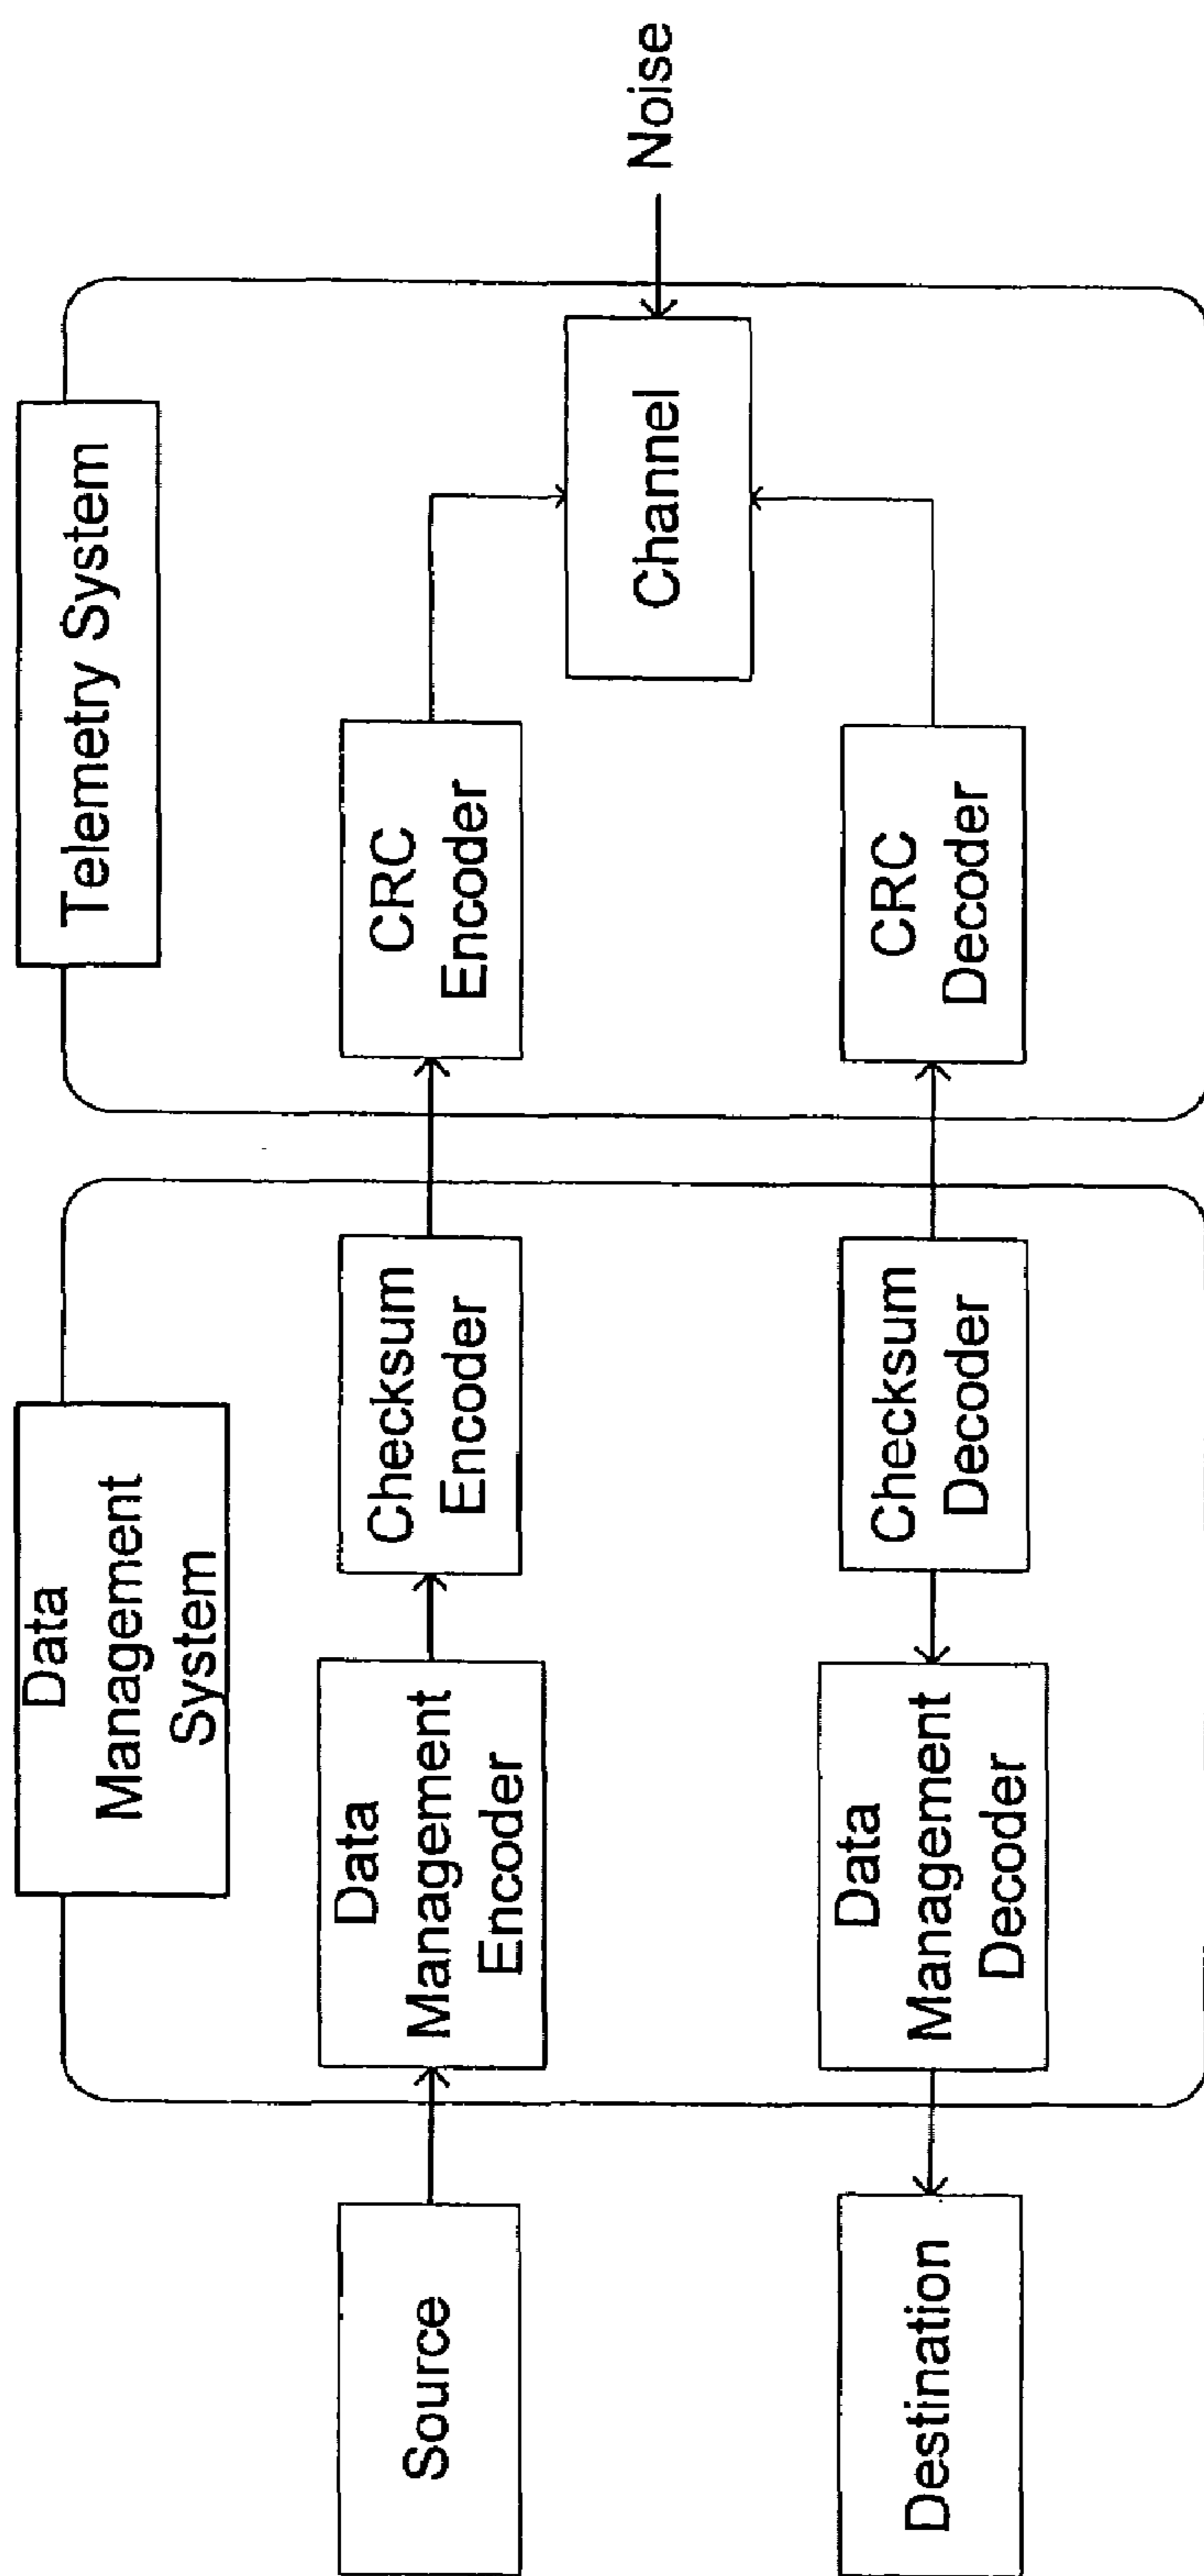 Data
Management
System
Telemetry System
Source
Data
Management
Encoder
Checksum
Encoder
CRC
Encoder
Channel
Noise
Destination
Data
Management
Decoder
Checksum
Decoder
CRC
Decoder